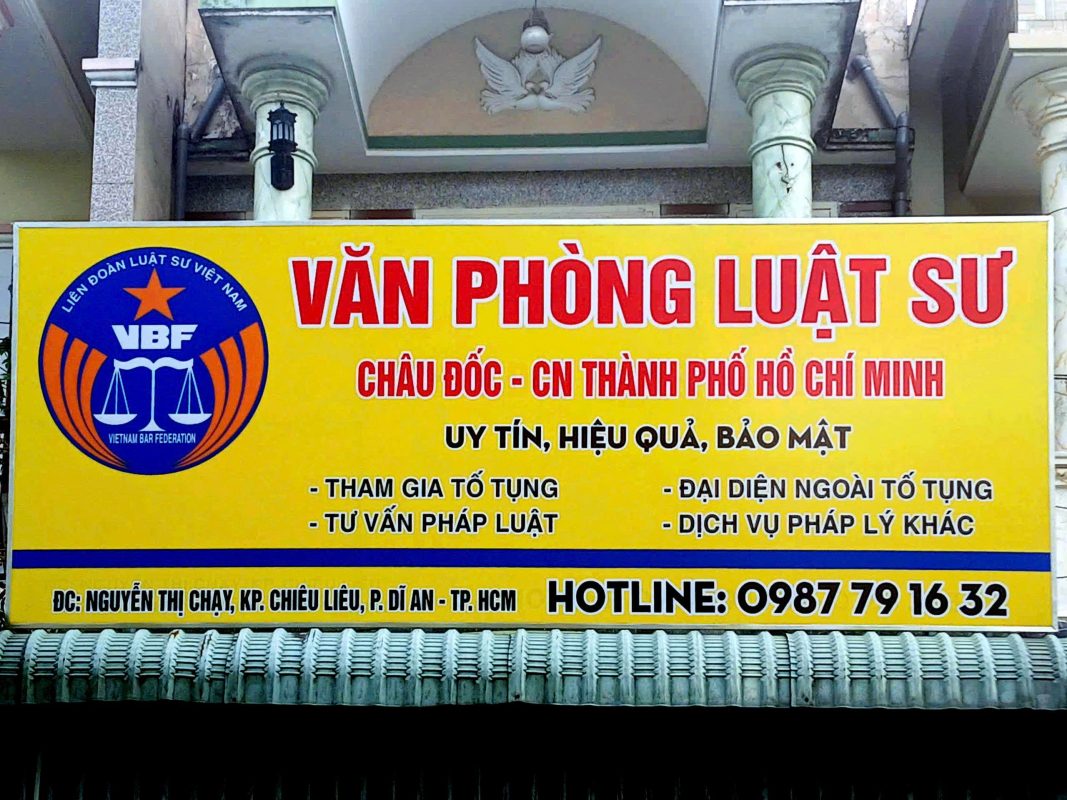 LIÊN ĐOÀN LUẬT SƯ VIỆT NAM
VBF
VIETNAM BAR FEDERATION
VĂN PHÒNG LUẬT SƯ
CHÂU ĐỐC - CN THÀNH PHỐ HỒ CHÍ MINH
UY TÍN, HIỆU QUẢ, BẢO MẬT
- THAM GIA TỐ TỤNG
- ĐẠI DIỆN NGOÀI TỐ TỤNG
- TƯ VẤN PHÁP LUẬT
- DỊCH VỤ PHÁP LÝ KHÁC
ĐC: NGUYỄN THỊ CHẠY, KP. CHIÊU LIÊU, P. DĨ AN - TP. HCM
HOTLINE: 0987 79 16 32